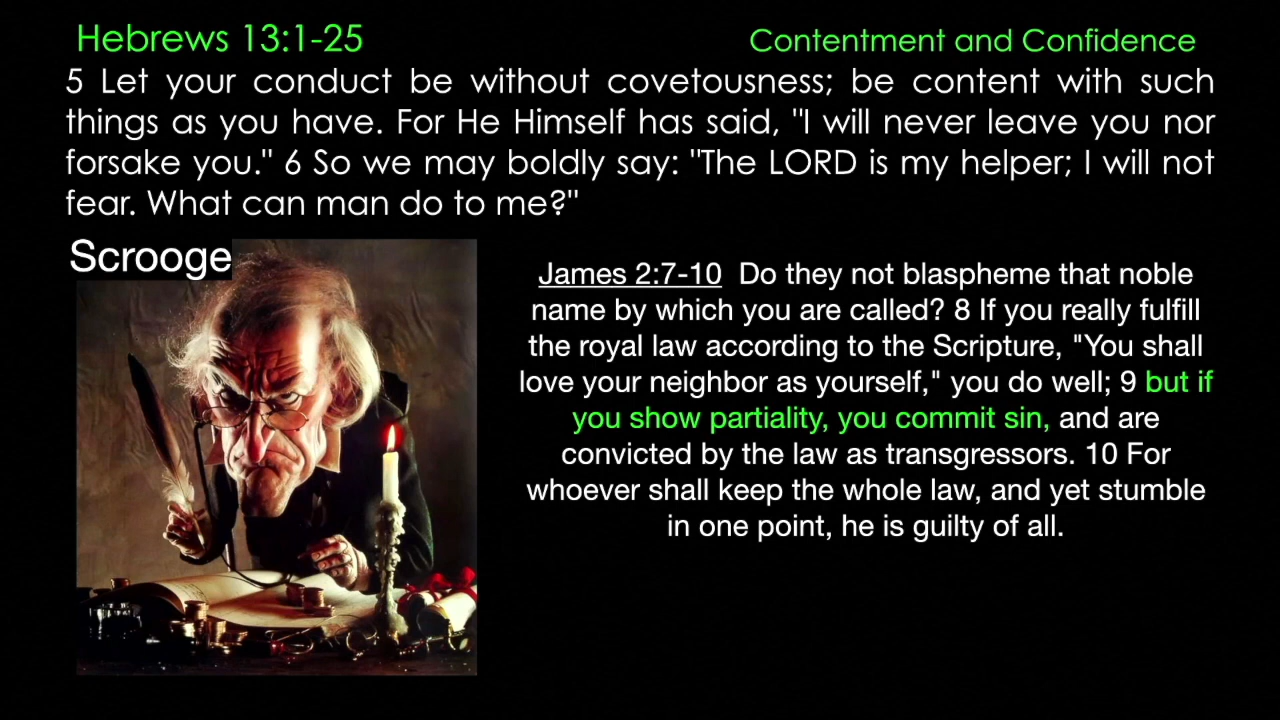 Hebrews 13:1-25
Contentment and Confidence
5 Let your conduct be without covetousness; be content with such
things as you have. For He Himself has said, "I will never leave you nor
forsake you." 6 So we may boldly say: "The LORD is my helper; I will not
fear. What can man do to me?"
Scrooge
James 2:7-10 Do they not blaspheme that noble
name by which you are called? 8 If you really fulfill
the royal law according to the Scripture, "You shall
love your neighbor as yourself," you do well; 9 but if
you show partiality, you commit sin, and are
convicted by the law as transgressors. 10 For
whoever shall keep the whole law, and yet stumble
in one point, he is guilty of all.